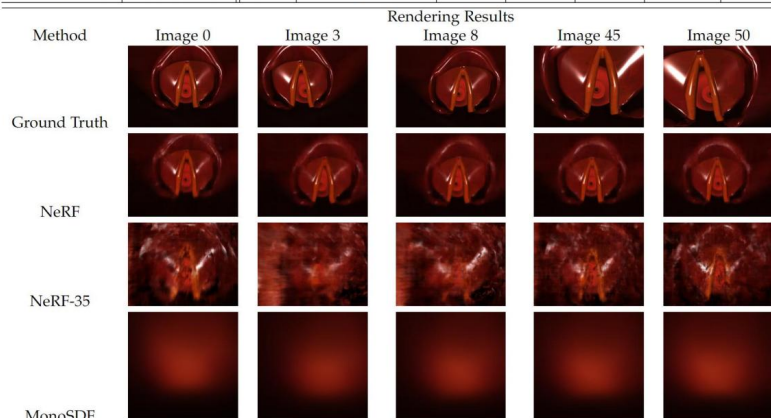 Rendering Results
Method Image 0 Image 3 Image 8 Image 45 Image 50
Ground Truth
NeRF
NeRF-35
MonoSDF